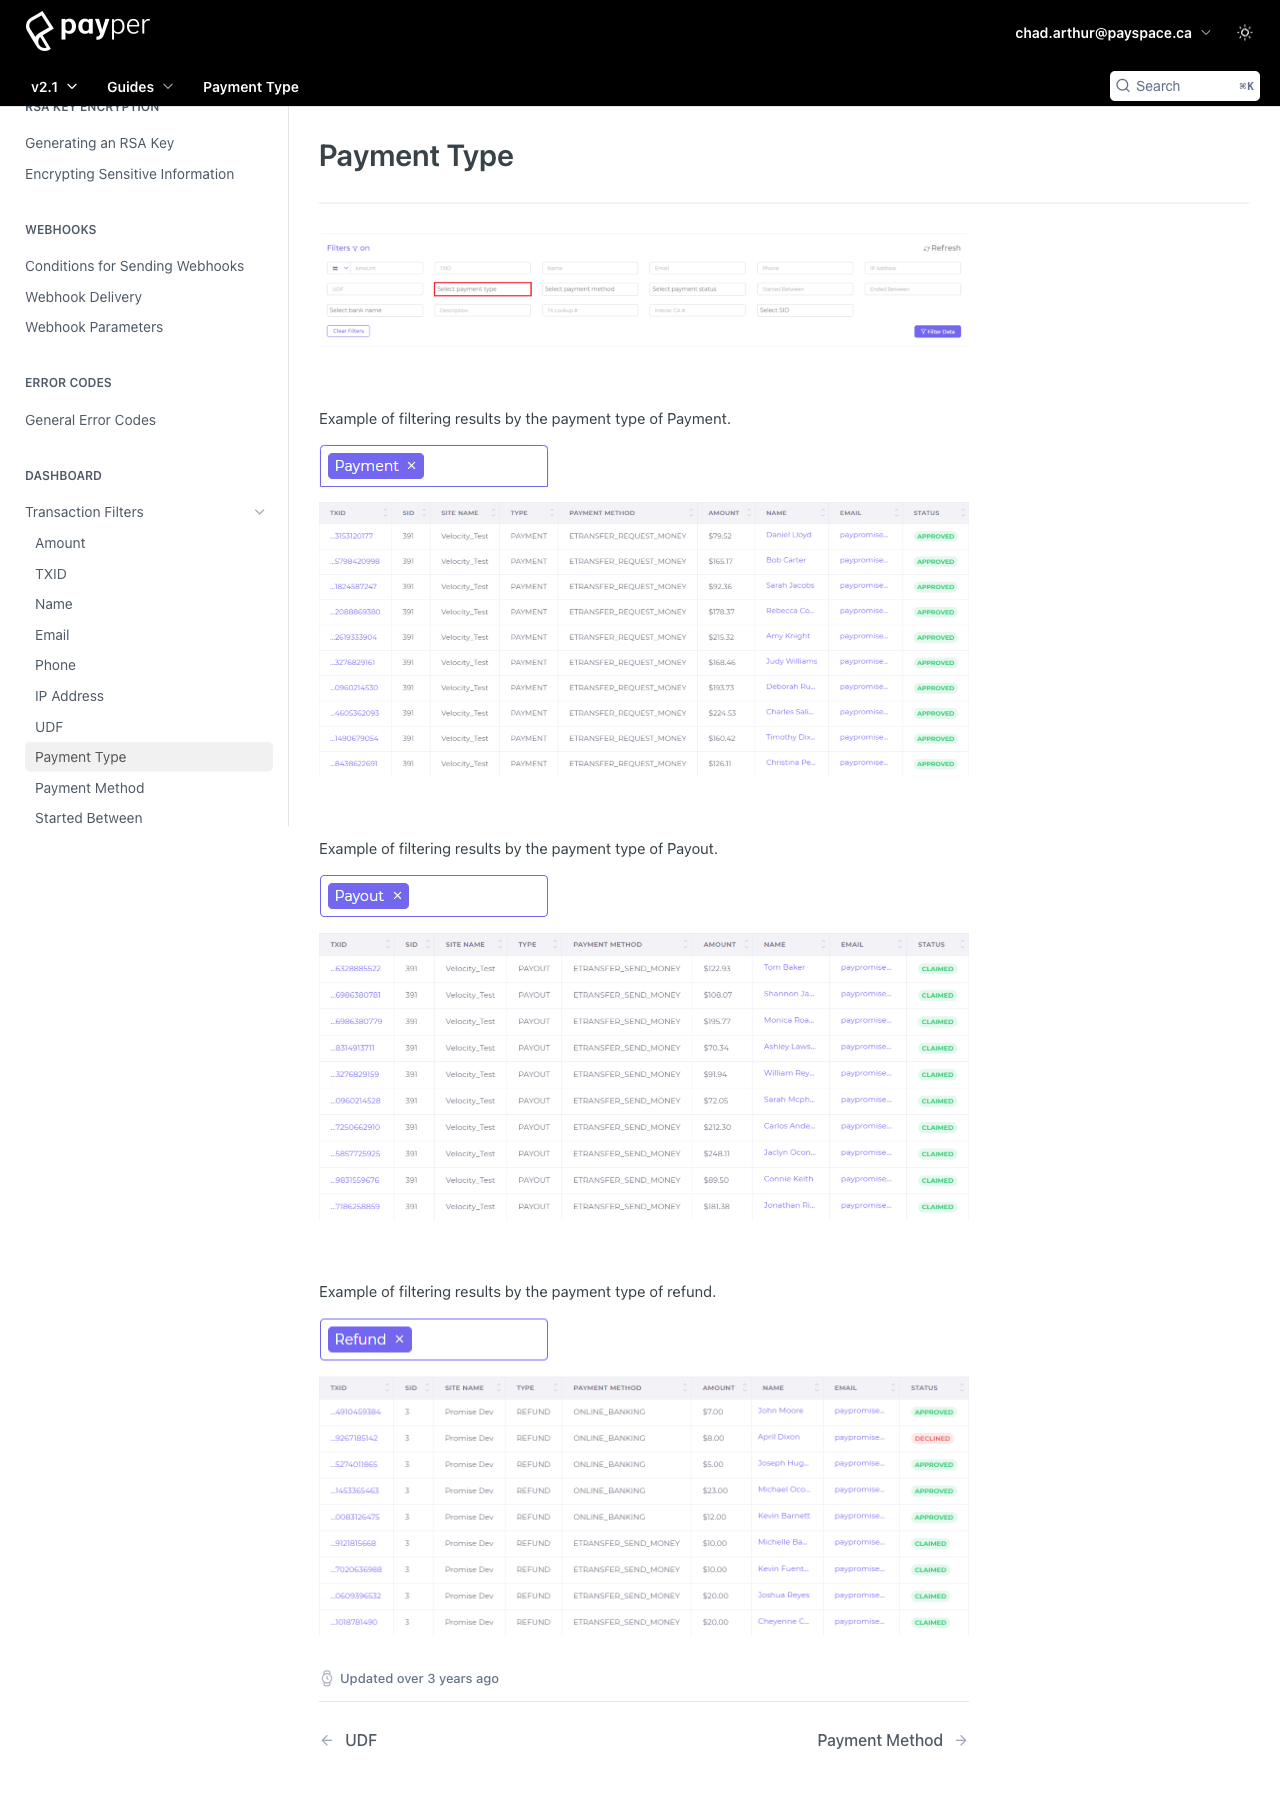 payper
chad.arthur@payspace.ca
v2.1 Guides Payment Type
Search ⌘K
RSA KEY ENCRYPTION
Generating an RSA Key
Encrypting Sensitive Information
WEBHOOKS
Conditions for Sending Webhooks
Webhook Delivery
Webhook Parameters
ERROR CODES
General Error Codes
DASHBOARD
Transaction Filters
Amount
TXID
Name
Email
Phone
IP Address
UDF
Payment Type
Payment Method
Started Between
Payment Type
Filters on Refresh
= Amount TXID Name Email Phone IP Address
UDF Select payment type Select payment method Select payment status Started Between Ended Between
Select bank name Description FX Lookup # Interac CA # Select SID
Clear Filters Filter Data
Example of filtering results by the payment type of Payment.
Payment ×
TXID SID SITE NAME TYPE PAYMENT METHOD AMOUNT NAME EMAIL STATUS
...3153120177 391 Velocity_Test PAYMENT ETRANSFER_REQUEST_MONEY $79.52 Daniel Lloyd paypromise... APPROVED
...5798420998 391 Velocity_Test PAYMENT ETRANSFER_REQUEST_MONEY $165.17 Bob Carter paypromise... APPROVED
...1824587247 391 Velocity_Test PAYMENT ETRANSFER_REQUEST_MONEY $92.36 Sarah Jacobs paypromise... APPROVED
...2088869380 391 Velocity_Test PAYMENT ETRANSFER_REQUEST_MONEY $178.37 Rebecca Co... paypromise... APPROVED
...2619333904 391 Velocity_Test PAYMENT ETRANSFER_REQUEST_MONEY $215.32 Amy Knight paypromise... APPROVED
...3276829161 391 Velocity_Test PAYMENT ETRANSFER_REQUEST_MONEY $168.46 Judy Williams paypromise... APPROVED
...0960214530 391 Velocity_Test PAYMENT ETRANSFER_REQUEST_MONEY $193.73 Deborah Ru... paypromise... APPROVED
...4605362093 391 Velocity_Test PAYMENT ETRANSFER_REQUEST_MONEY $224.53 Charles Sali... paypromise... APPROVED
...1490679054 391 Velocity_Test PAYMENT ETRANSFER_REQUEST_MONEY $160.42 Timothy Dix... paypromise... APPROVED
...8438622691 391 Velocity_Test PAYMENT ETRANSFER_REQUEST_MONEY $126.11 Christina Pe... paypromise... APPROVED
Example of filtering results by the payment type of Payout.
Payout ×
TXID SID SITE NAME TYPE PAYMENT METHOD AMOUNT NAME EMAIL STATUS
...6328885522 391 Velocity_Test PAYOUT ETRANSFER_SEND_MONEY $122.93 Tom Baker paypromise... CLAIMED
...6986380781 391 Velocity_Test PAYOUT ETRANSFER_SEND_MONEY $108.07 Shannon Ja... paypromise... CLAIMED
...6986380779 391 Velocity_Test PAYOUT ETRANSFER_SEND_MONEY $195.77 Monica Roa... paypromise... CLAIMED
...8314913711 391 Velocity_Test PAYOUT ETRANSFER_SEND_MONEY $70.34 Ashley Laws... paypromise... CLAIMED
...3276829159 391 Velocity_Test PAYOUT ETRANSFER_SEND_MONEY $91.94 William Rey... paypromise... CLAIMED
...0960214528 391 Velocity_Test PAYOUT ETRANSFER_SEND_MONEY $72.05 Sarah Mcph... paypromise... CLAIMED
...7250662910 391 Velocity_Test PAYOUT ETRANSFER_SEND_MONEY $212.30 Carlos Ande... paypromise... CLAIMED
...5857725925 391 Velocity_Test PAYOUT ETRANSFER_SEND_MONEY $248.11 Jaclyn Ocon... paypromise... CLAIMED
...9831559676 391 Velocity_Test PAYOUT ETRANSFER_SEND_MONEY $89.50 Connie Keith paypromise... CLAIMED
...7186258859 391 Velocity_Test PAYOUT ETRANSFER_SEND_MONEY $181.38 Jonathan Ri... paypromise... CLAIMED
Example of filtering results by the payment type of refund.
Refund ×
TXID SID SITE NAME TYPE PAYMENT METHOD AMOUNT NAME EMAIL STATUS
...4910459384 3 Promise Dev REFUND ONLINE_BANKING $7.00 John Moore paypromise... APPROVED
...9267185142 3 Promise Dev REFUND ONLINE_BANKING $8.00 April Dixon paypromise... DECLINED
...5274011865 3 Promise Dev REFUND ONLINE_BANKING $5.00 Joseph Hug... paypromise... APPROVED
...1453365463 3 Promise Dev REFUND ONLINE_BANKING $23.00 Michael Oco... paypromise... APPROVED
...0083126475 3 Promise Dev REFUND ONLINE_BANKING $12.00 Kevin Barnett paypromise... APPROVED
...9121815668 3 Promise Dev REFUND ETRANSFER_SEND_MONEY $10.00 Michelle Ba... paypromise... CLAIMED
...7020636988 3 Promise Dev REFUND ETRANSFER_SEND_MONEY $10.00 Kevin Fuent... paypromise... CLAIMED
...0609396532 3 Promise Dev REFUND ETRANSFER_SEND_MONEY $20.00 Joshua Reyes paypromise... CLAIMED
...1018781490 3 Promise Dev REFUND ETRANSFER_SEND_MONEY $20.00 Cheyenne C... paypromise... CLAIMED
Updated over 3 years ago
← UDF Payment Method →